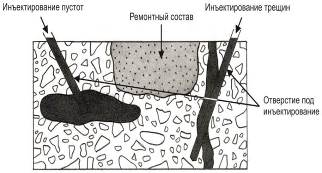 Инъектирование пустот
Ремонтный состав
Инъектирование трещин
Отверстие под
инъектирование